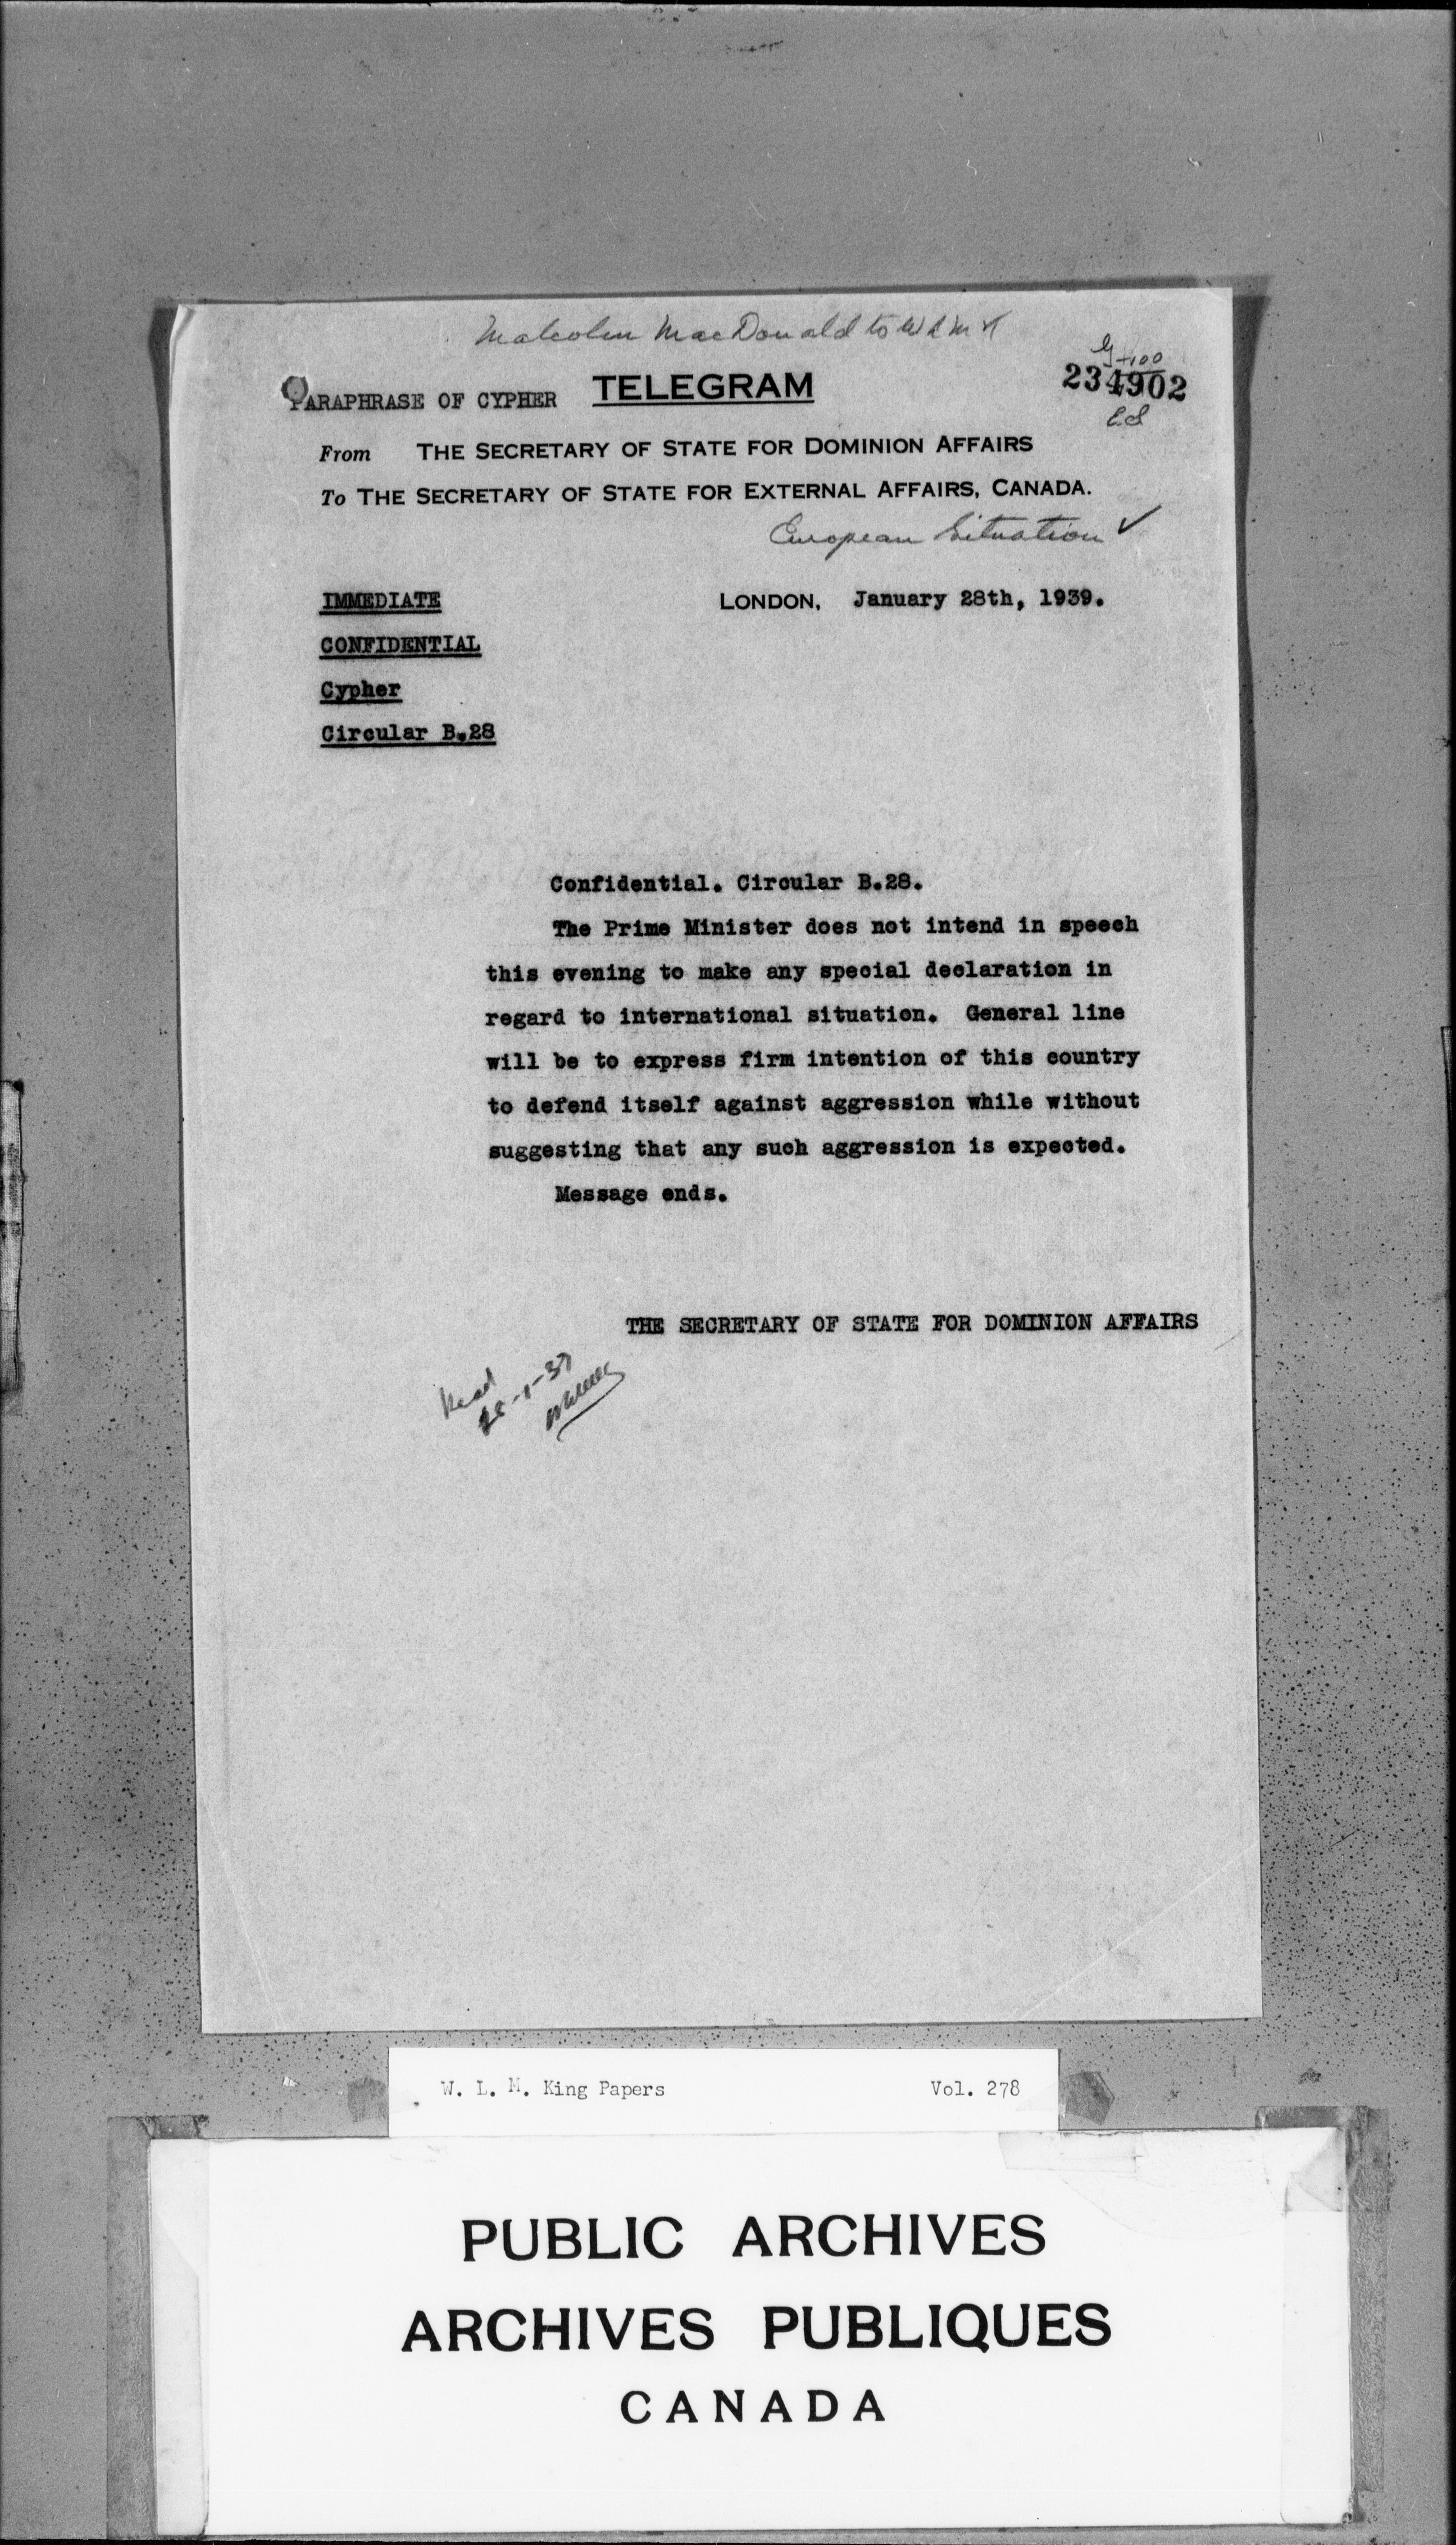 Malcolm MacDonald to W L M K
PARAPHRASE OF CYPHER TELEGRAM
234902
From THE SECRETARY OF STATE FOR DOMINION AFFAIRS
To THE SECRETARY OF STATE FOR EXTERNAL AFFAIRS, CANADA.
European Situation ✓
IMMEDIATE LONDON, January 28th, 1939.
CONFIDENTIAL
Cypher
Circular B.28
Confidential. Circular B.28.
The Prime Minister does not intend in speech
this evening to make any special declaration in
regard to international situation. General line
will be to express firm intention of this country
to defend itself against aggression while without
suggesting that any such aggression is expected.
Message ends.
THE SECRETARY OF STATE FOR DOMINION AFFAIRS
Read
W. L. M. King Papers Vol. 278
PUBLIC ARCHIVES
ARCHIVES PUBLIQUES
CANADA